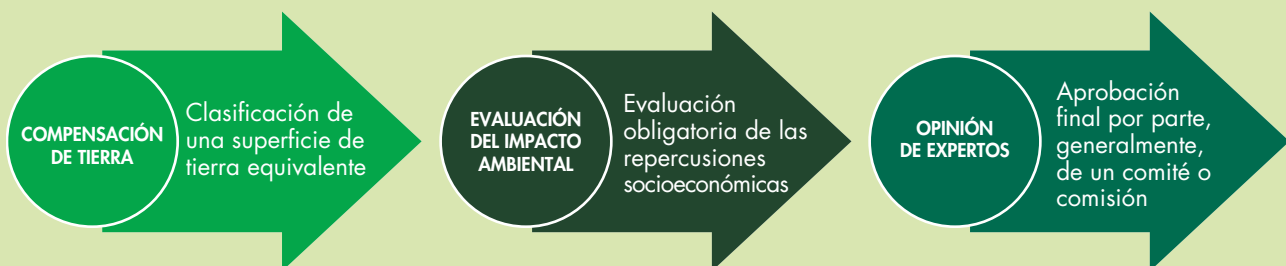 COMPENSACIÓN
DE TIERRA
Clasificación de
una superficie de
tierra equivalente
EVALUACIÓN
DEL IMPACTO
AMBIENTAL
Evaluación
obligatoria de las
repercusiones
socioeconómicas
OPINIÓN
DE EXPERTOS
Aprobación
final por parte,
generalmente,
de un comité o
comisión